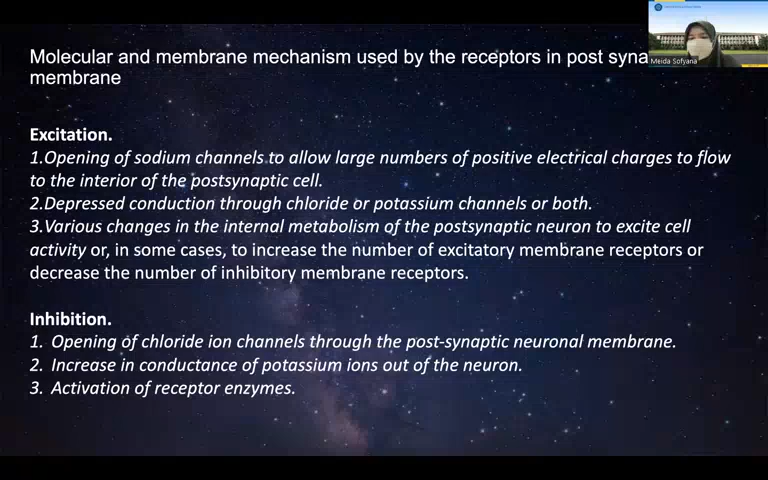 Molecular and membrane mechanism used by the receptors in post
membrane
Meida Sofyana
Excitation.
1.Opening of sodium channels to allow large numbers of positive electrical charges to flow
to the interior of the postsynaptic cell.
2.Depressed conduction through chloride or potassium channels or both.
3.Various changes in the internal metabolism of the postsynaptic neuron to excite cell
activity or, in some cases, to increase the number of excitatory membrane receptors or
decrease the number of inhibitory membrane receptors.
Inhibition.
1. Opening of chloride ion channels through the post-synaptic neuronal membrane.
2. Increase in conductance of potassium ions out of the neuron.
3. Activation of receptor enzymes.